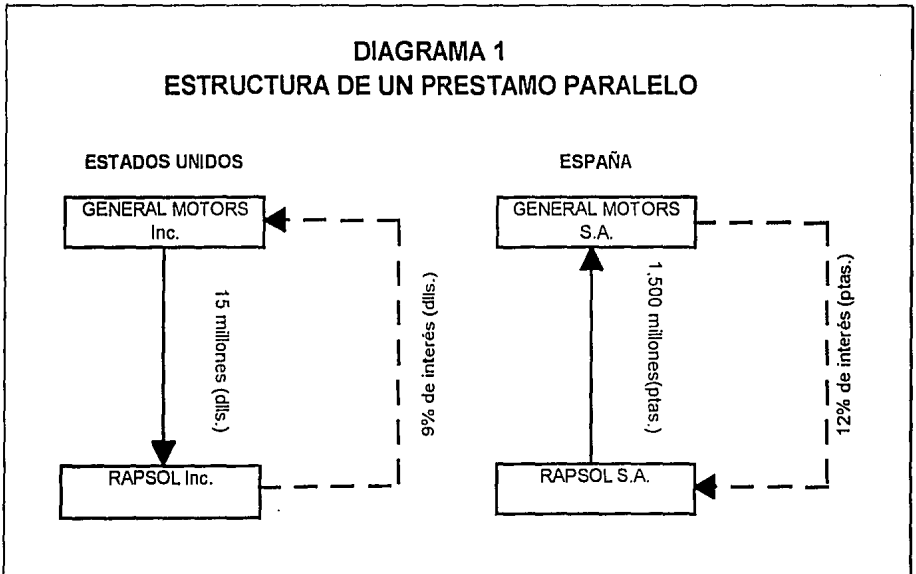 DIAGRAMA 1
ESTRUCTURA DE UN PRESTAMO PARALELO
ESTADOS UNIDOS
GENERAL MOTORS
Inc.
15 millones (dlls.)
9% de interés (dlls.)
RAPSOL Inc.
ESPAÑA
GENERAL MOTORS
S.A.
1,500 millones(ptas.)
12% de interés (ptas.)
RAPSOL S.A.